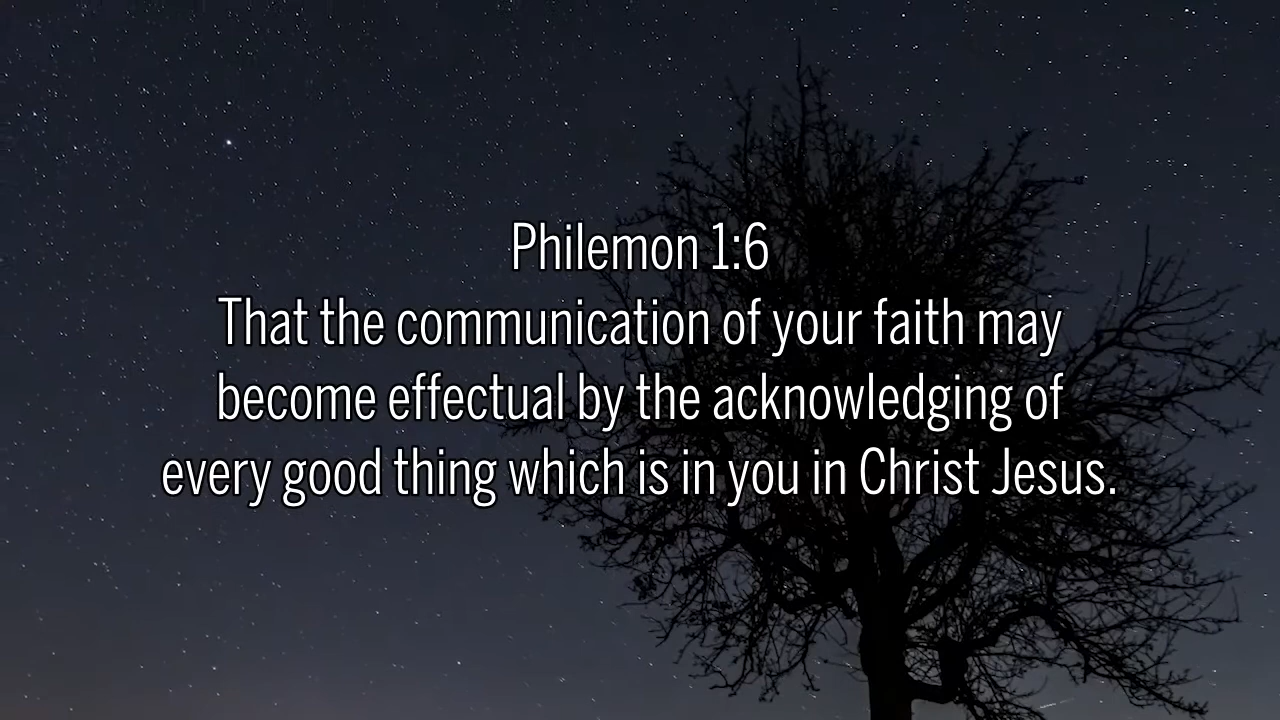 Philemon 1:6
That the communication of your faith may
become effectual by the acknowledging of
every good thing which is in you in Christ Jesus.